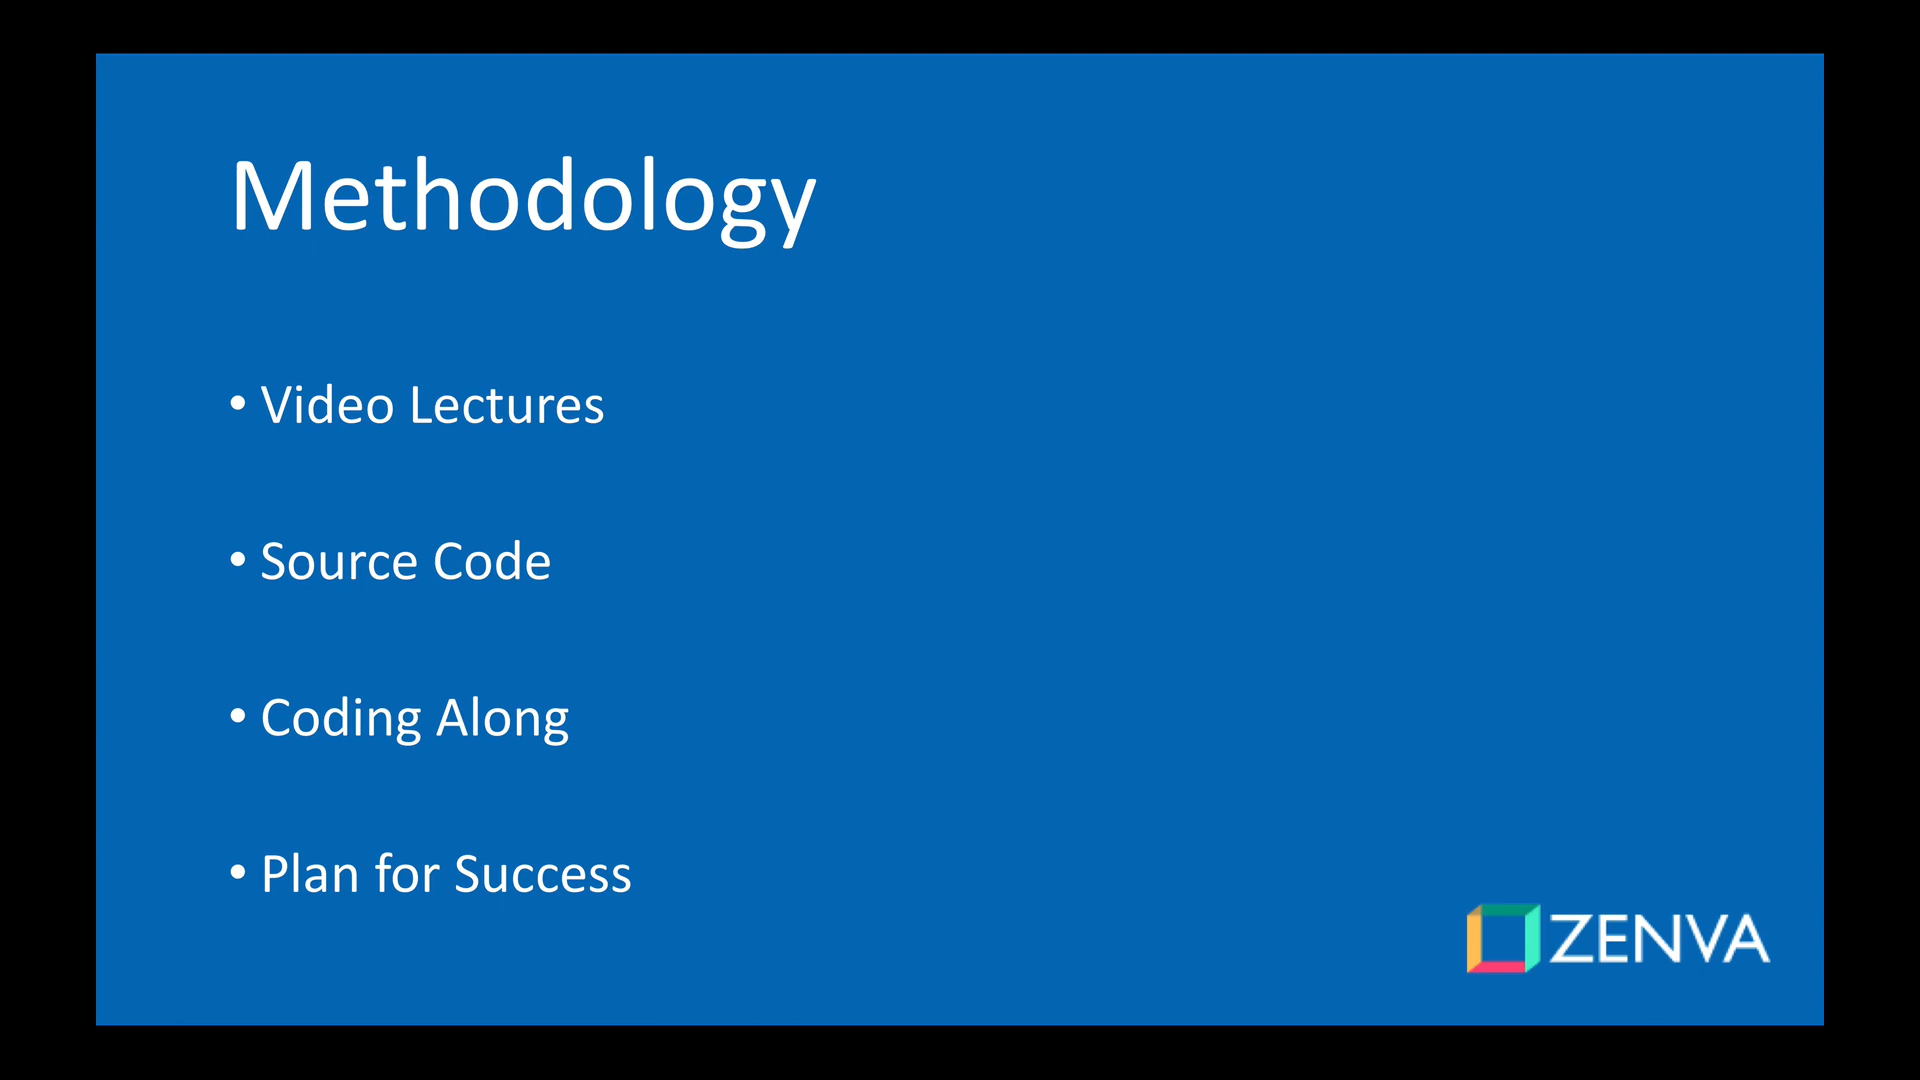 Methodology
• Video Lectures
• Source Code
• Coding Along
• Plan for Success
ZENVA